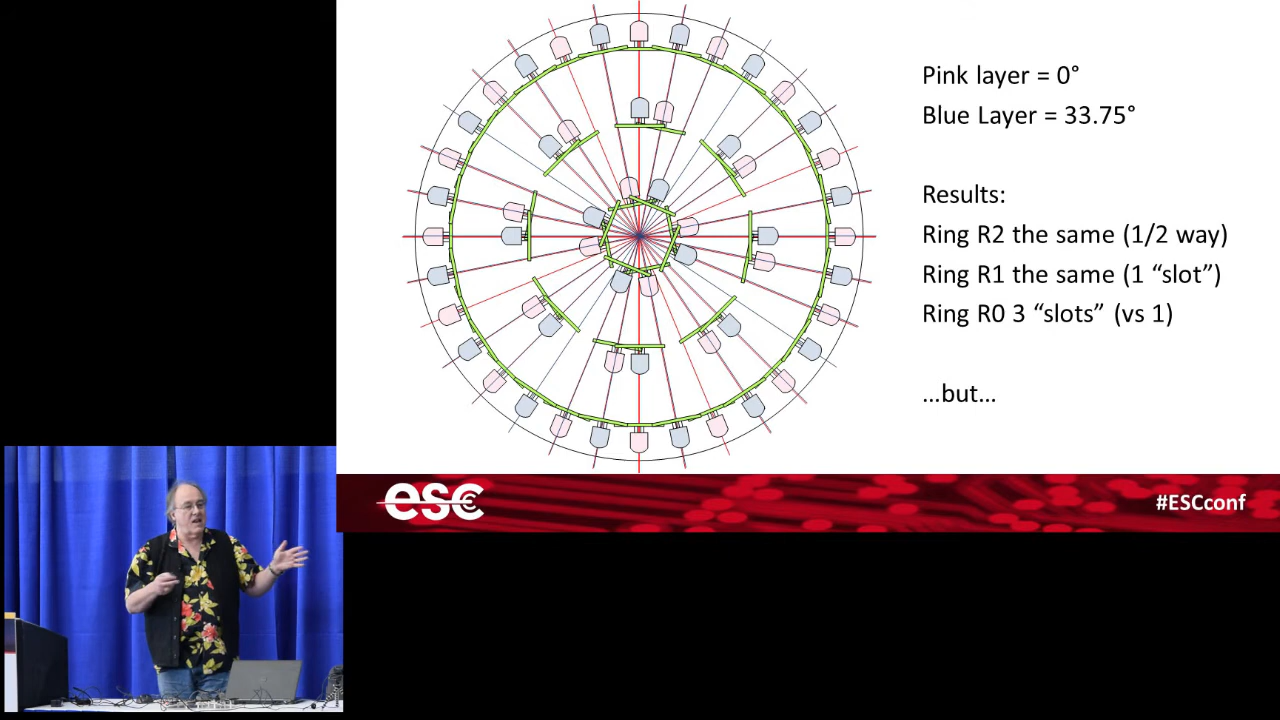 Pink layer = 0°
Blue Layer = 33.75°
Results:
Ring R2 the same (1/2 way)
Ring R1 the same (1 “slot”)
Ring R0 3 “slots” (vs 1)
…but…
esc
#ESCconf